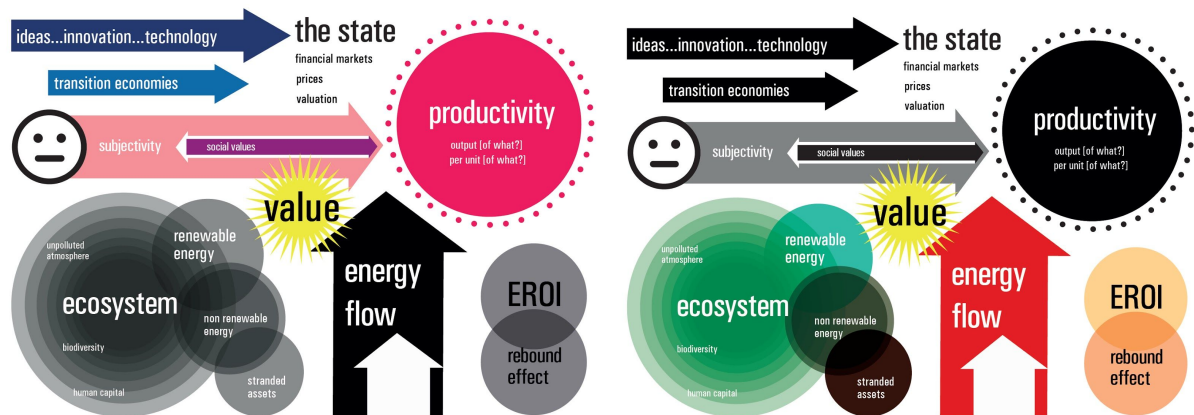 ideas...innovation...technology
the state
financial markets
prices
valuation
transition economies
productivity
output [of what?]
per unit [of what?]
subjectivity
social values
value
unpolluted
atmosphere
renewable
energy
ecosystem
non renewable
energy
biodiversity
human capital
stranded
assets
energy
flow
EROI
rebound
effect
ideas...innovation...technology
the state
financial markets
prices
valuation
transition economies
productivity
output [of what?]
per unit [of what?]
subjectivity
social values
value
unpolluted
atmosphere
renewable
energy
ecosystem
non renewable
energy
biodiversity
human capital
stranded
assets
energy
flow
EROI
rebound
effect